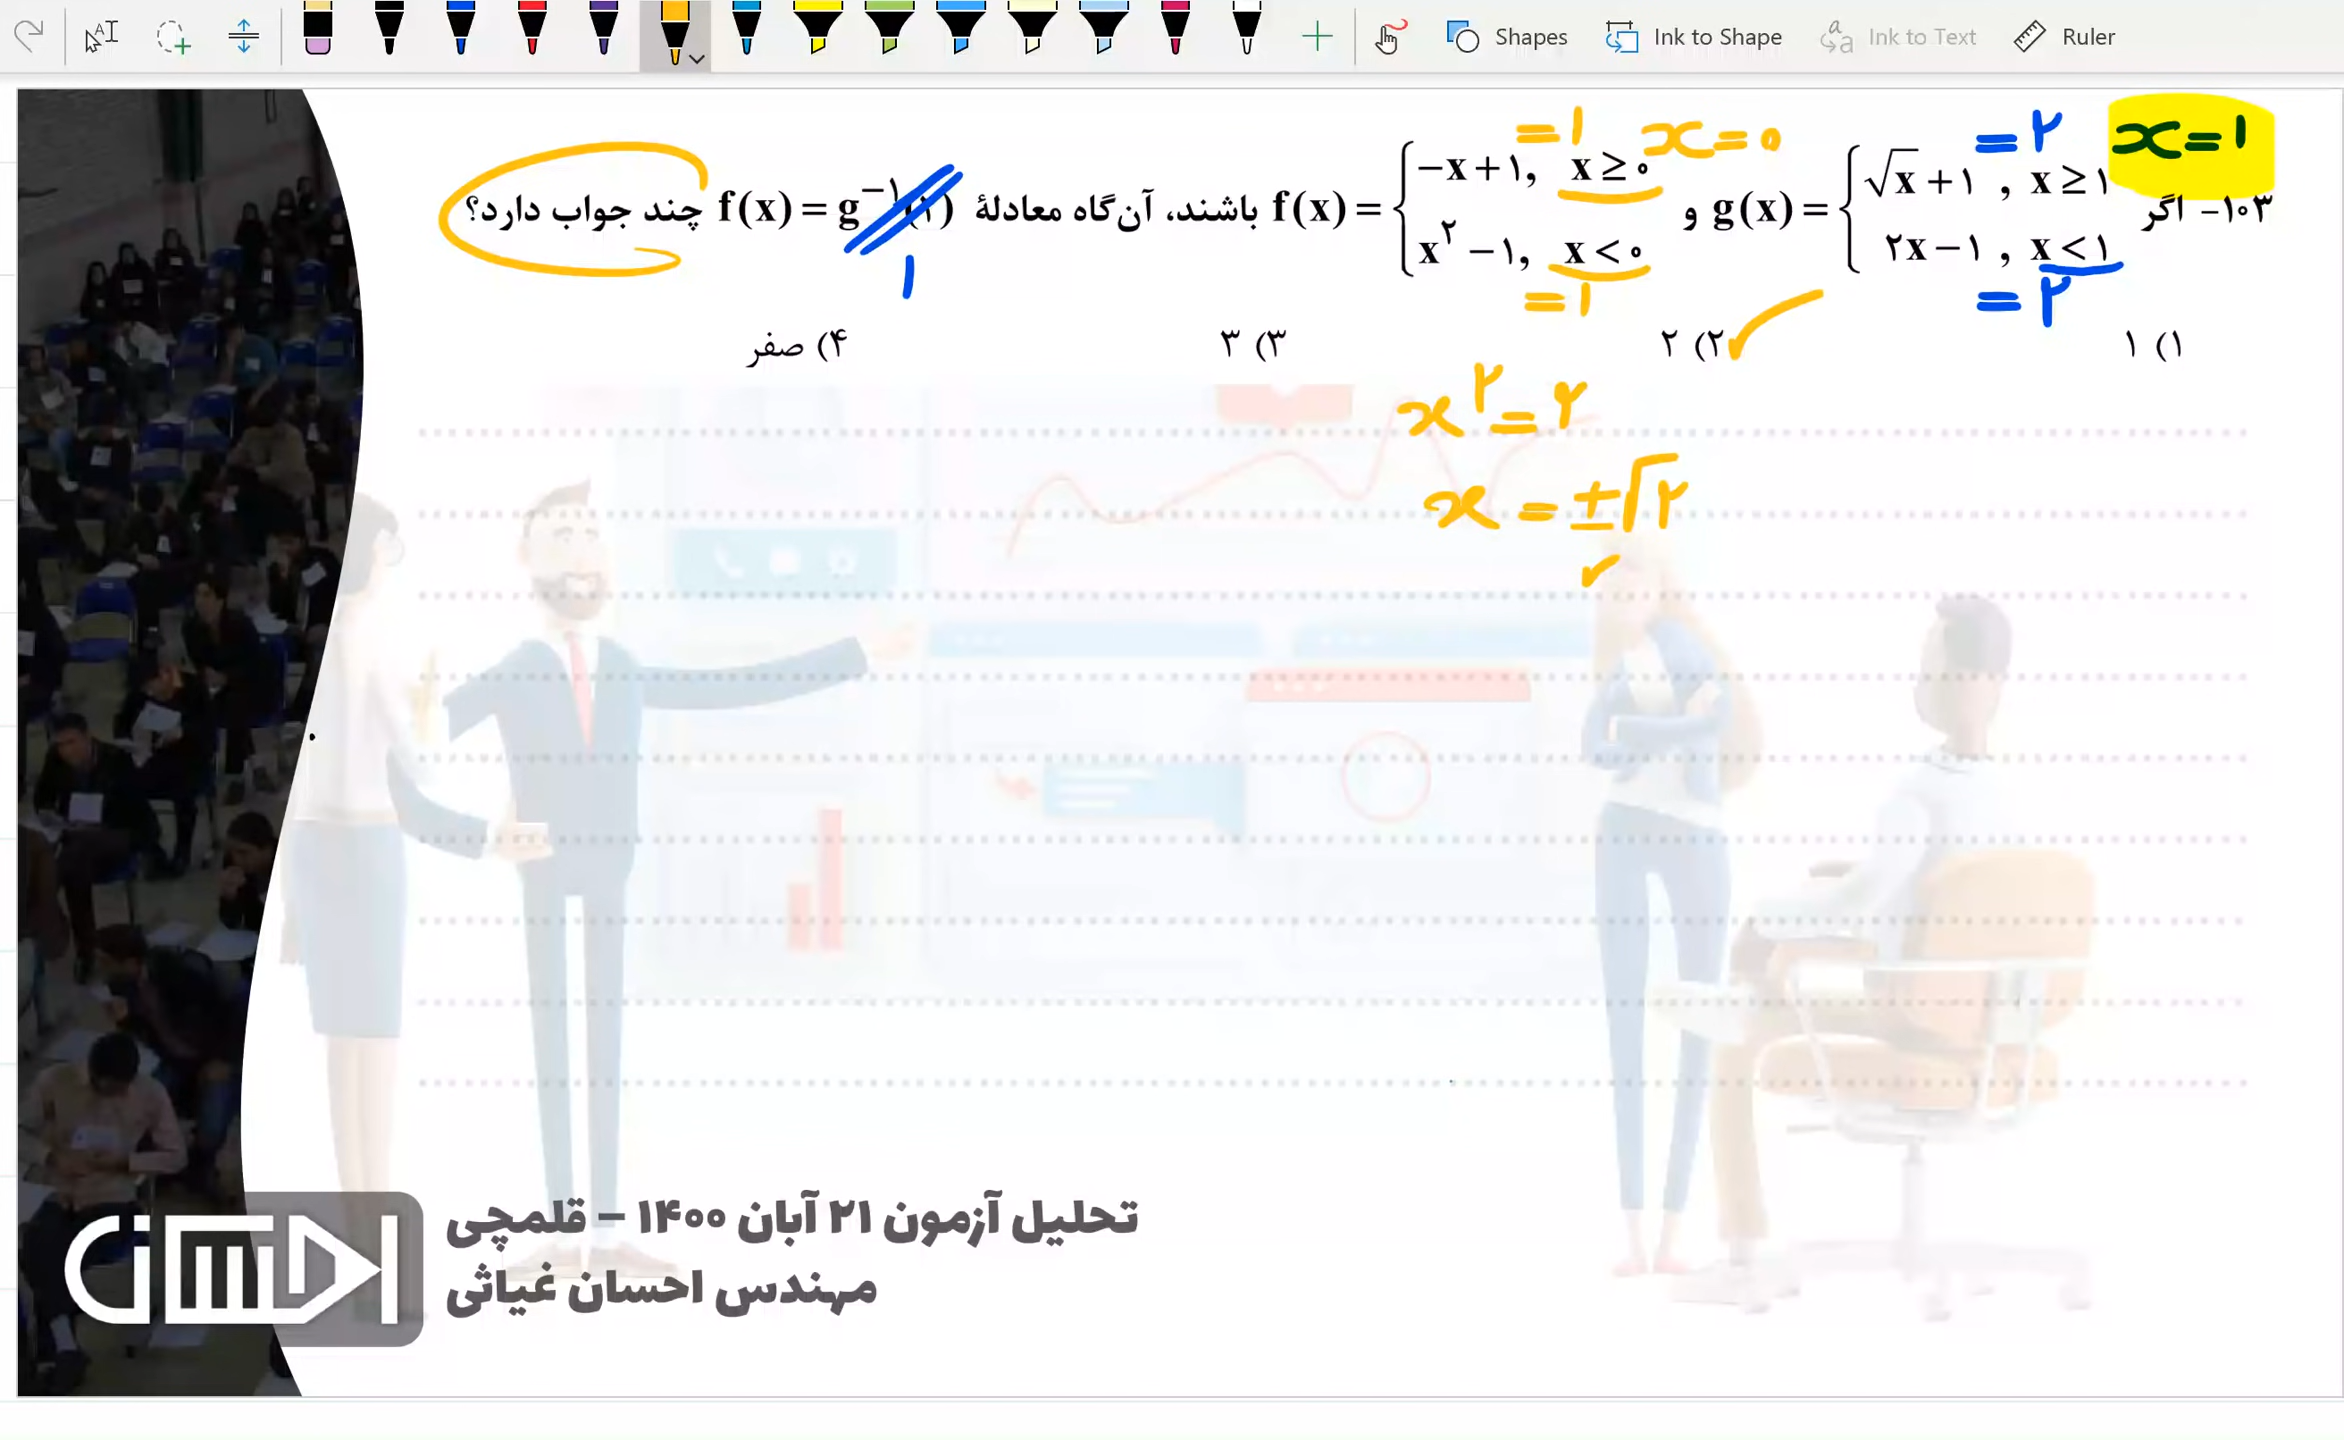 Shapes Ink to Shape Ink to Text Ruler
۱۰۳- اگر g(x) = { √x + ۱ , x ≥ ۱ ; ۲x − ۱ , x < ۱ و f(x) = { −x + ۱, x ≥ ۰ ; x۲ − ۱, x < ۰ باشند، آن‌گاه معادلهٔ f(x) = g−۱(۲) چند جواب دارد؟
x=۱
=۲
=۲
=۱ x=۰
=۱
۱
۱) ۱
۲) ۲
۳) ۳
۴) صفر
x۲=۲
x=±√۲
تحلیل آزمون ۲۱ آبان ۱۴۰۰ – قلمچی
مهندس احسان غیاثی